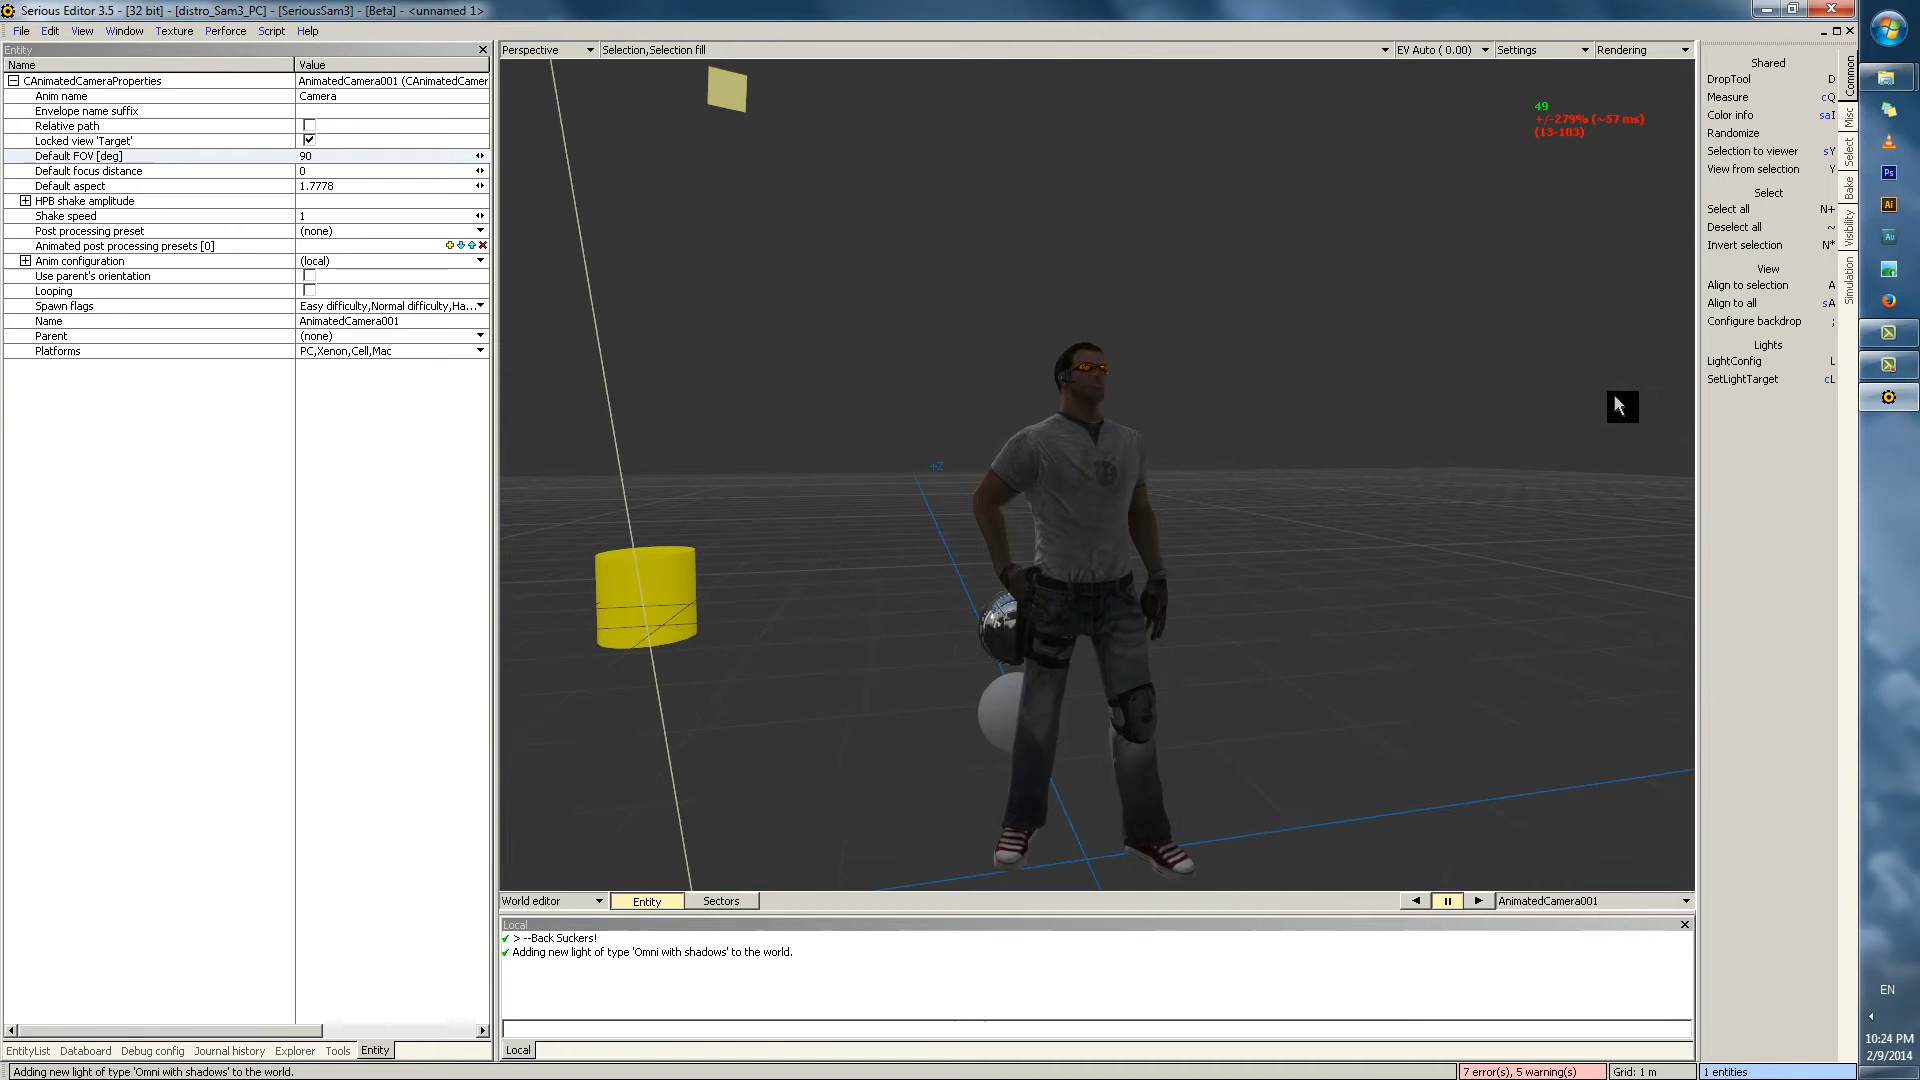 Serious Editor 3.5 - [32 bit] - [distro_Sam3_PC] - [SeriousSam3] - [Beta] - <unnamed 1>
File Edit View Window Texture Perforce Script Help
Entity
Name Value
CAnimatedCameraProperties AnimatedCamera001 (CAnimatedCamer
Anim name Camera
Envelope name suffix
Relative path
Locked view 'Target'
Default FOV [deg] 90
Default focus distance 0
Default aspect 1.7778
HPB shake amplitude
Shake speed 1
Post processing preset (none)
Animated post processing presets [0]
Anim configuration (local)
Use parent's orientation
Looping
Spawn flags Easy difficulty,Normal difficulty,Ha...
Name AnimatedCamera001
Parent (none)
Platforms PC,Xenon,Cell,Mac
EntityList Databoard Debug config Journal history Explorer Tools Entity
Perspective Selection,Selection fill EV Auto ( 0.00) Settings Rendering
49
+/-279% (~57 ms)
(13-103)
+Z
World editor Entity Sectors AnimatedCamera001
Local
> --Back Suckers!
Adding new light of type 'Omni with shadows' to the world.
Local
Shared
DropTool D
Measure cQ
Color info saI
Randomize
Selection to viewer sY
View from selection Y
Select
Select all N+
Deselect all ~
Invert selection N*
View
Align to selection A
Align to all sA
Configure backdrop ;
Lights
LightConfig L
SetLightTarget cL
Common
Misc
Select
Bake
Visibility
Simulation
Ps
Ai
Au
EN
10:24 PM
2/9/2014
Adding new light of type 'Omni with shadows' to the world. 7 error(s), 5 warning(s) Grid: 1 m 1 entities